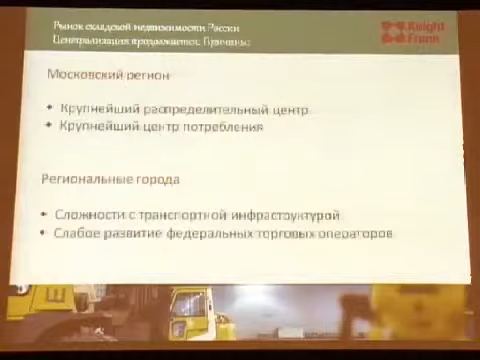 Рынок складской недвижимости России
Централизация продолжается. Причины:
Knight
Frank
Московский регион
Крупнейший распределительный центр
Крупнейший центр потребления
Региональные города
Сложности с транспортной инфраструктурой
Слабое развитие федеральных торговых операторов